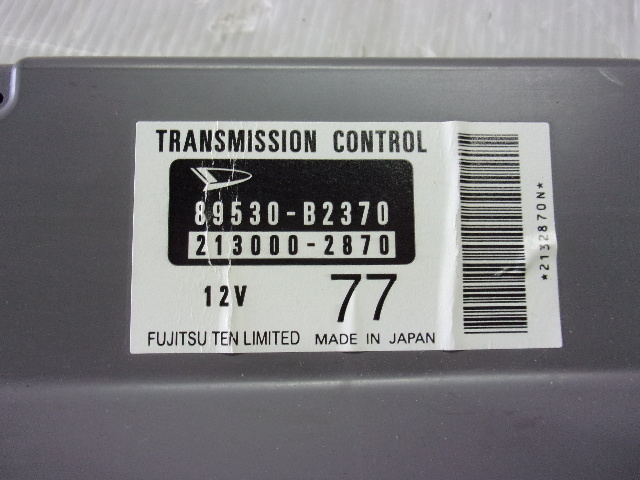 TRANSMISSION CONTROL
89530-B2370
213000-2870
12V 77
FUJITSU TEN LIMITED MADE IN JAPAN
*2132870N*